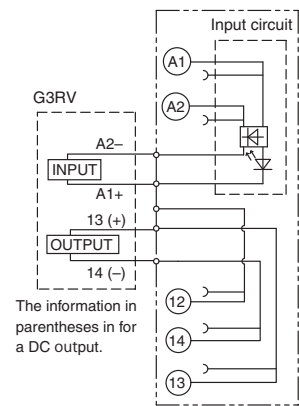 Input circuit
A1
G3RV
A2
A2–
INPUT
A1+
13 (+)
OUTPUT
14 (–)
The information in
parentheses in for
a DC output.
12
14
13